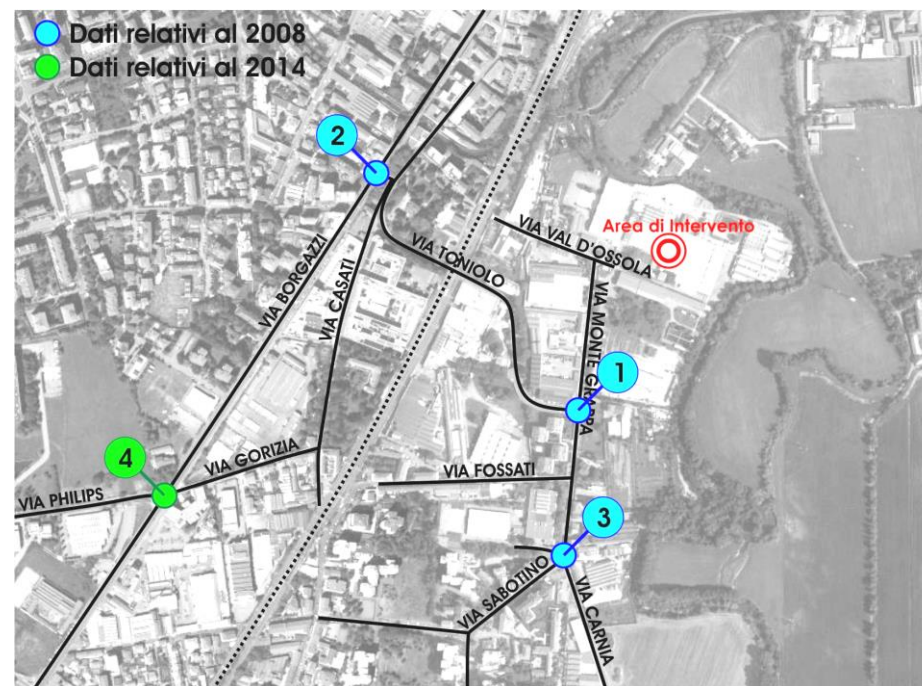 Dati relativi al 2008
Dati relativi al 2014
2
Area di Intervento
VIA VAL D'OSSOLA
VIA TONIOLO
VIA BORGAZZI
VIA CASATI
VIA MONTE GRAPPA
1
4
VIA GORIZIA
VIA FOSSATI
VIA PHILIPS
3
VIA SABOTINO
VIA CARNIA